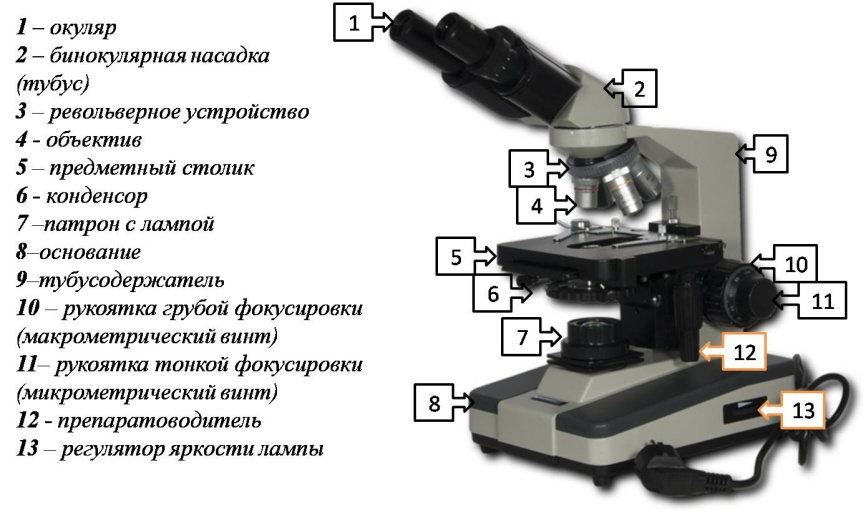 1 – окуляр
2 – бинокулярная насадка
(тубус)
3 – револьверное устройство
4 - объектив
5 – предметный столик
6 - конденсор
7 –патрон с лампой
8–основание
9–тубусодержатель
10 – рукоятка грубой фокусировки
(макрометрический винт)
11– рукоятка тонкой фокусировки
(микрометрический винт)
12 - препаратоводитель
13 – регулятор яркости лампы
1
2
3
4
5
6
7
8
9
10
11
12
13